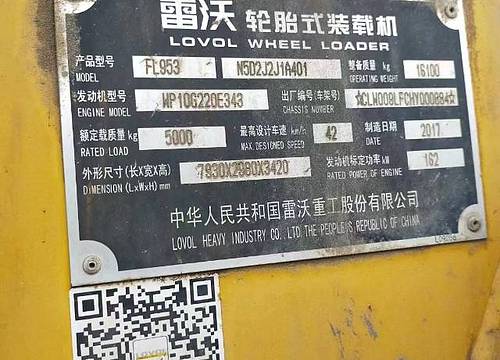 雷沃 轮胎式装载机
LOVOL WHEEL LOADER
产品型号 FL953 N5D2J2J1A401 整备质量 kg 16100
MODEL OPERATING WEIGHT
发动机型号 WP10G220E343 出厂编号(车架号) ☆CLW009LFCHY000884☆
ENGINE MODEL CHASSIS NUMBER
额定载质量 kg 5000 最高设计车速 km/h 42 制造日期 2017
RATED LOAD MAX.DESIGNED SPEED DATE
外形尺寸(长X宽X高) 7930X2980X3420 发动机标定功率 kW 162
DIMENSION (LxWxH) mm RATED POWER OF ENGINE
中华人民共和国雷沃重工股份有限公司
LOVOL HEAVY INDUSTRY CO. LTD THE PEOPLE'S REPUBLIC OF CHINA
LOVOL